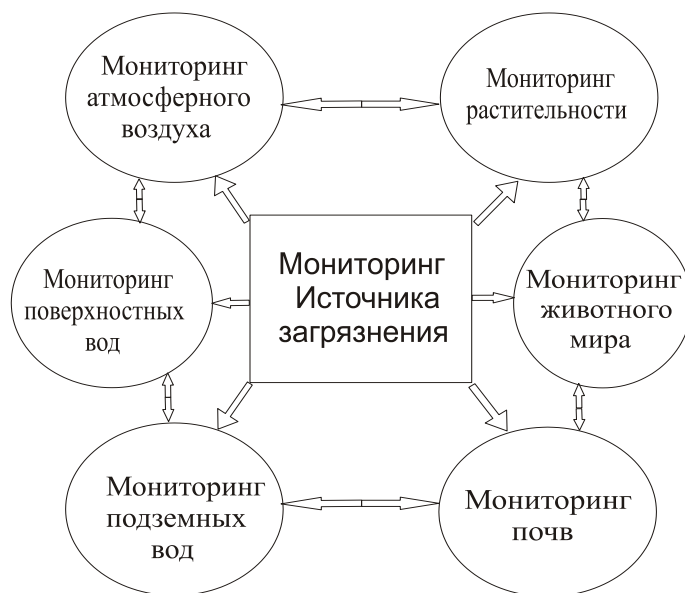 Мониторинг
атмосферного
воздуха
Мониторинг
растительности
Мониторинг
Источника
загрязнения
Мониторинг
поверхностных
вод
Мониторинг
животного
мира
Мониторинг
подземных
вод
Мониторинг
почв